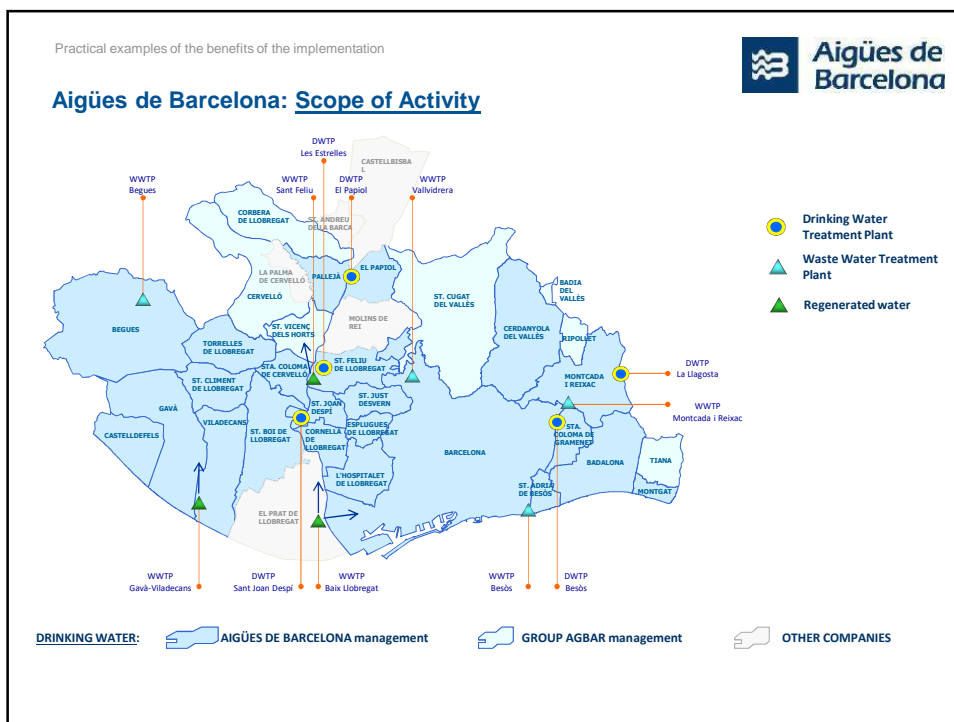 Practical examples of the benefits of the implementation
Aigües de
Barcelona
Aigües de Barcelona: Scope of Activity
DWTP
Les Estrelles
WWTP
Begues
WWTP
Sant Feliu
DWTP
El Papiol
WWTP
Vallvidrera
CASTELLBISBA
L
CORBERA
DE LLOBREGAT
ST. ANDREU
DE LA BARCA
LA PALMA
DE CERVELLÓ
PALLEJÀ
EL PAPIOL
CERVELLÓ
ST. CUGAT
DEL VALLÈS
BADIA
DEL
VALLÈS
MOLINS DE
REI
BEGUES
ST. VICENÇ
DELS HORTS
CERDANYOLA
DEL VALLÈS
RIPOLLET
TORRELLES
DE LLOBREGAT
STA. COLOMA
DE CERVELLÓ
ST. FELIU
DE LLOBREGAT
MONTCADA
I REIXAC
ST. CLIMENT
DE LLOBREGAT
ST. JUST
DESVERN
GAVÀ
ST. JOAN
DESPÍ
VILADECANS
CASTELLDEFELS
ST. BOI DE
LLOBREGAT
CORNELLÀ
DE
LLOBREGAT
ESPLUGUES
DE LLOBREGAT
BARCELONA
STA.
COLOMA DE
GRAMENET
BADALONA
TIANA
MONTGAT
L'HOSPITALET
DE LLOBREGAT
ST. ADRIÀ
DE BESÒS
EL PRAT DE
LLOBREGAT
Drinking Water
Treatment Plant
Waste Water Treatment
Plant
Regenerated water
DWTP
La Llagosta
WWTP
Montcada i Reixac
WWTP
Gavà-Viladecans
DWTP
Sant Joan Despí
WWTP
Baix Llobregat
WWTP
Besòs
DWTP
Besòs
DRINKING WATER:
AIGÜES DE BARCELONA management
GROUP AGBAR management
OTHER COMPANIES